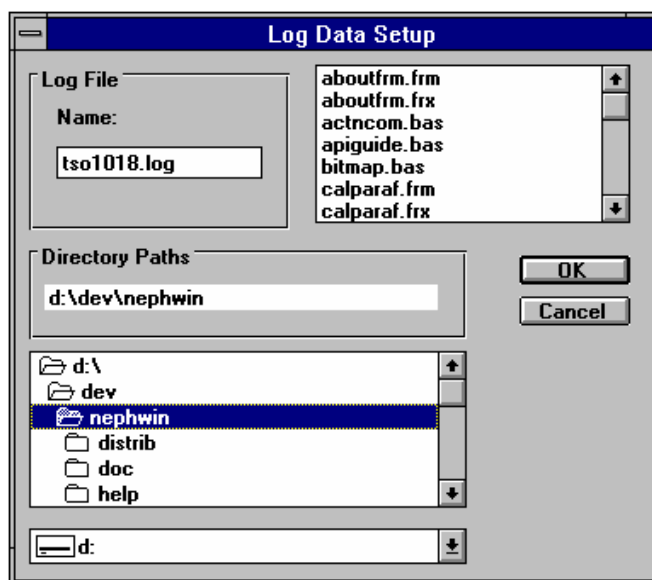 Log Data Setup
Log File
Name:
tso1018.log
aboutfrm.frm
aboutfrm.frx
actncom.bas
apiguide.bas
bitmap.bas
calparaf.frm
calparaf.frx
Directory Paths
d:\dev\nephwin
OK
Cancel
d:\
dev
nephwin
distrib
doc
help
d: